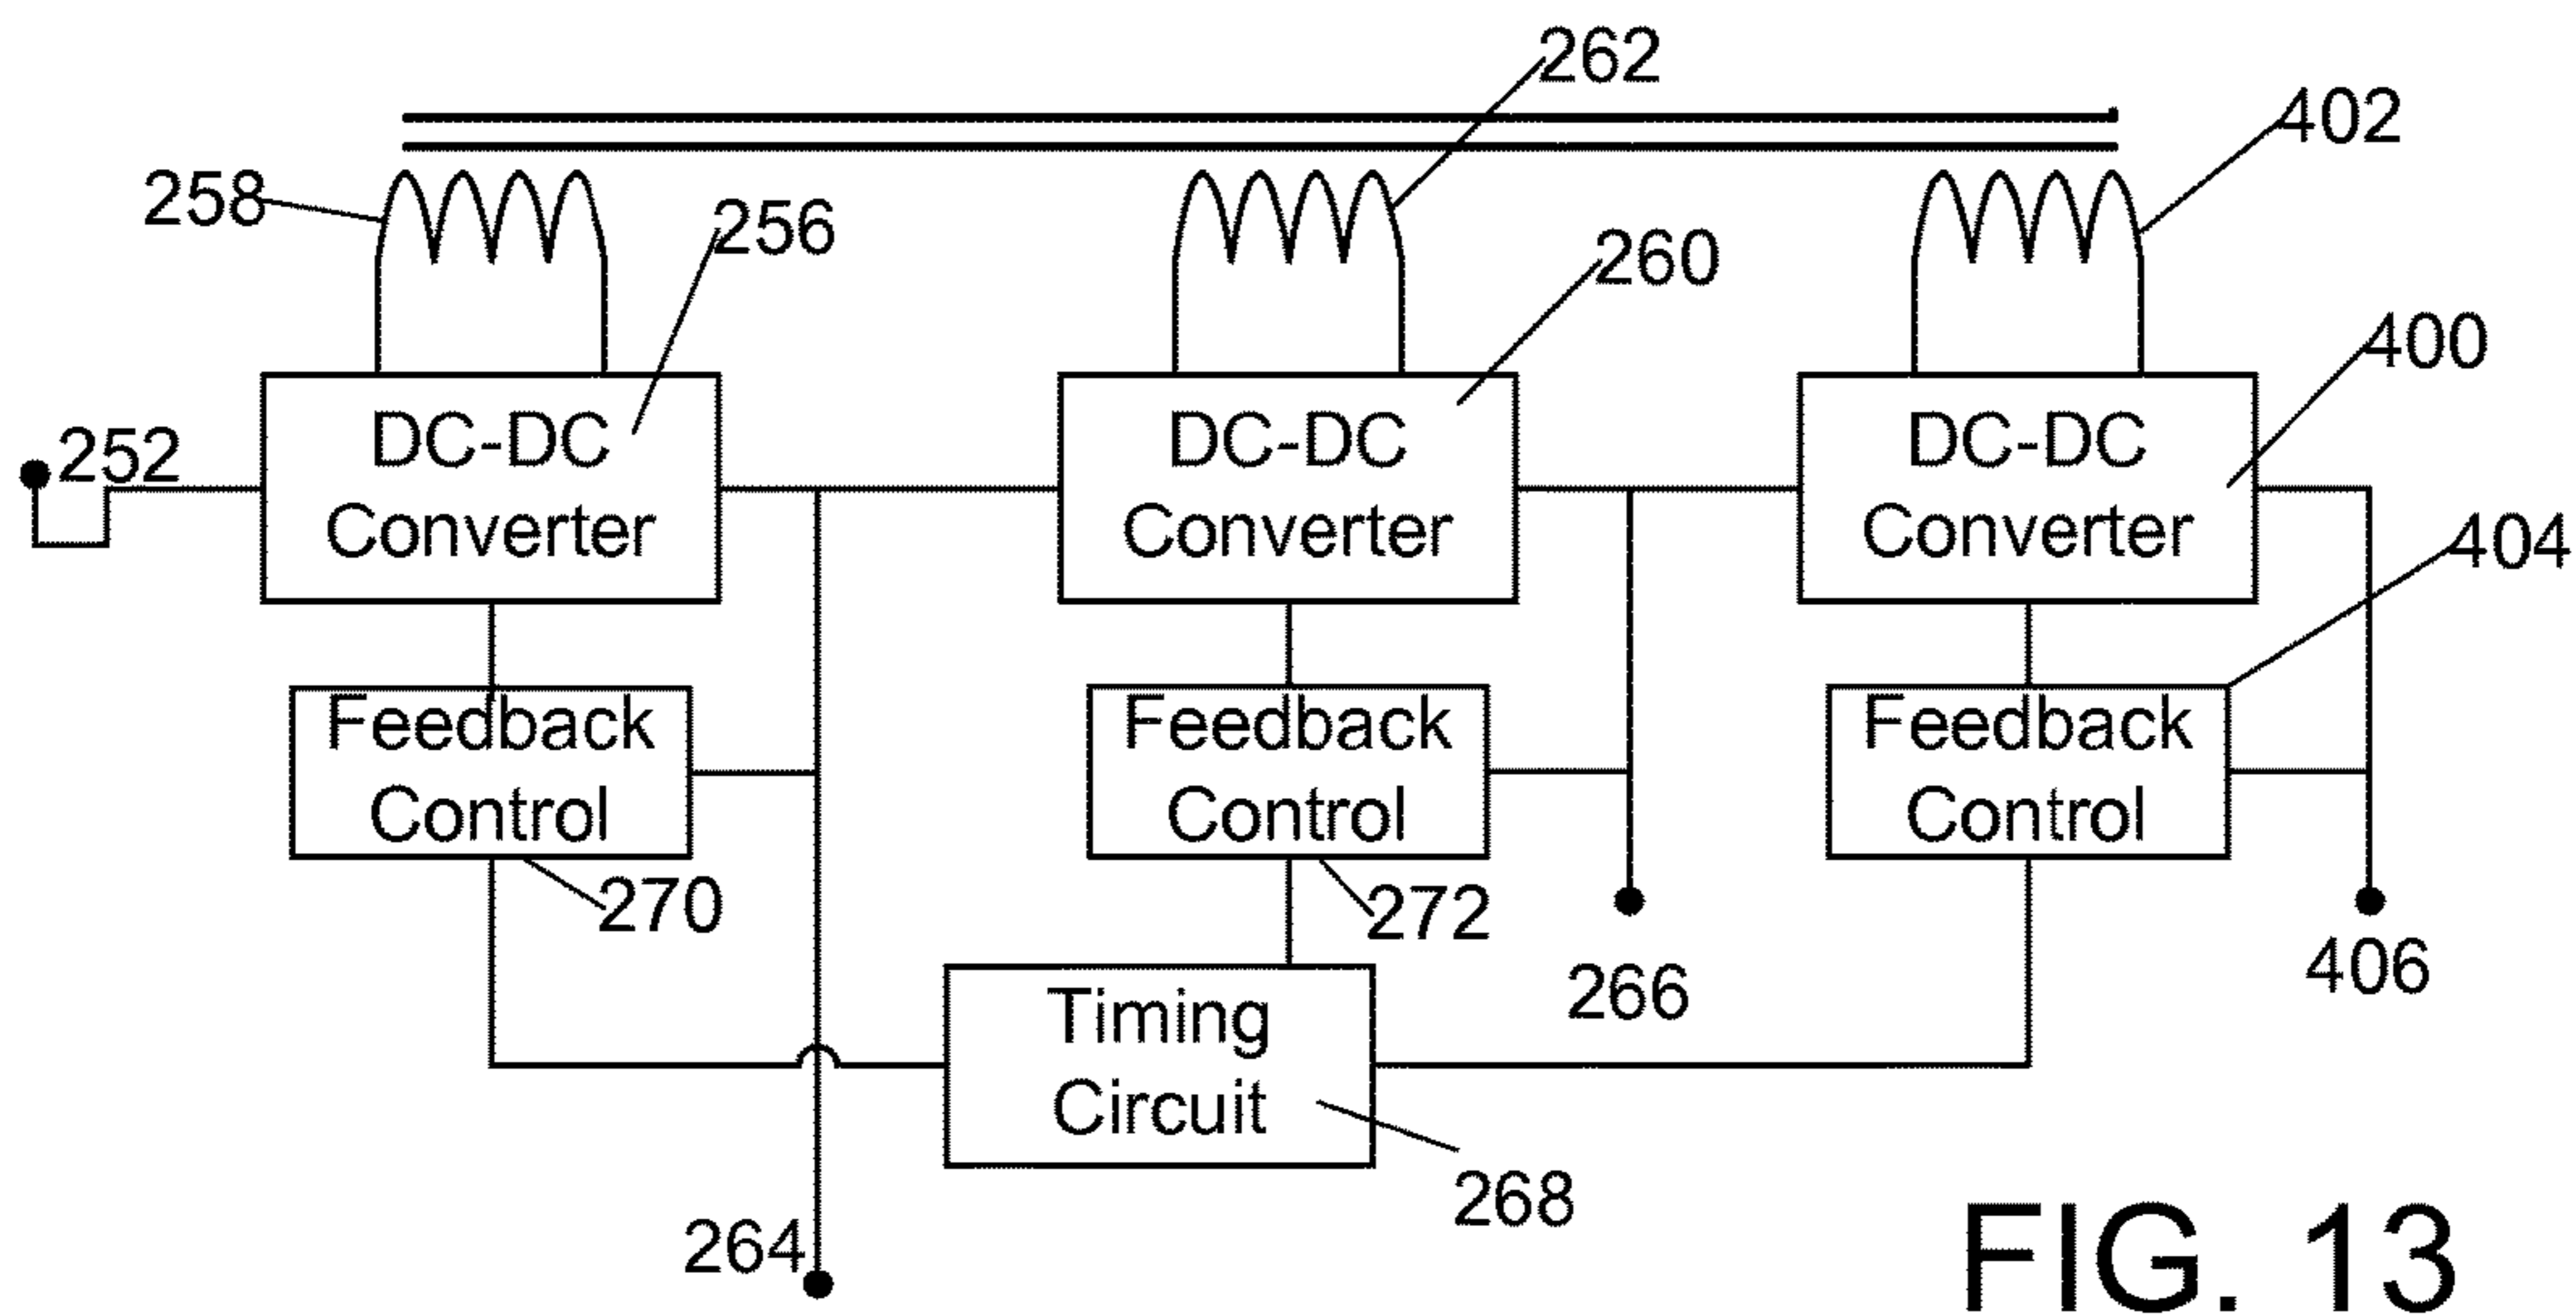 262
402
258
256
260
400
252
DC-DC
Converter
DC-DC
Converter
DC-DC
Converter
404
Feedback
Control
Feedback
Control
Feedback
Control
270
272
266
406
Timing
Circuit
268
264
FIG. 13